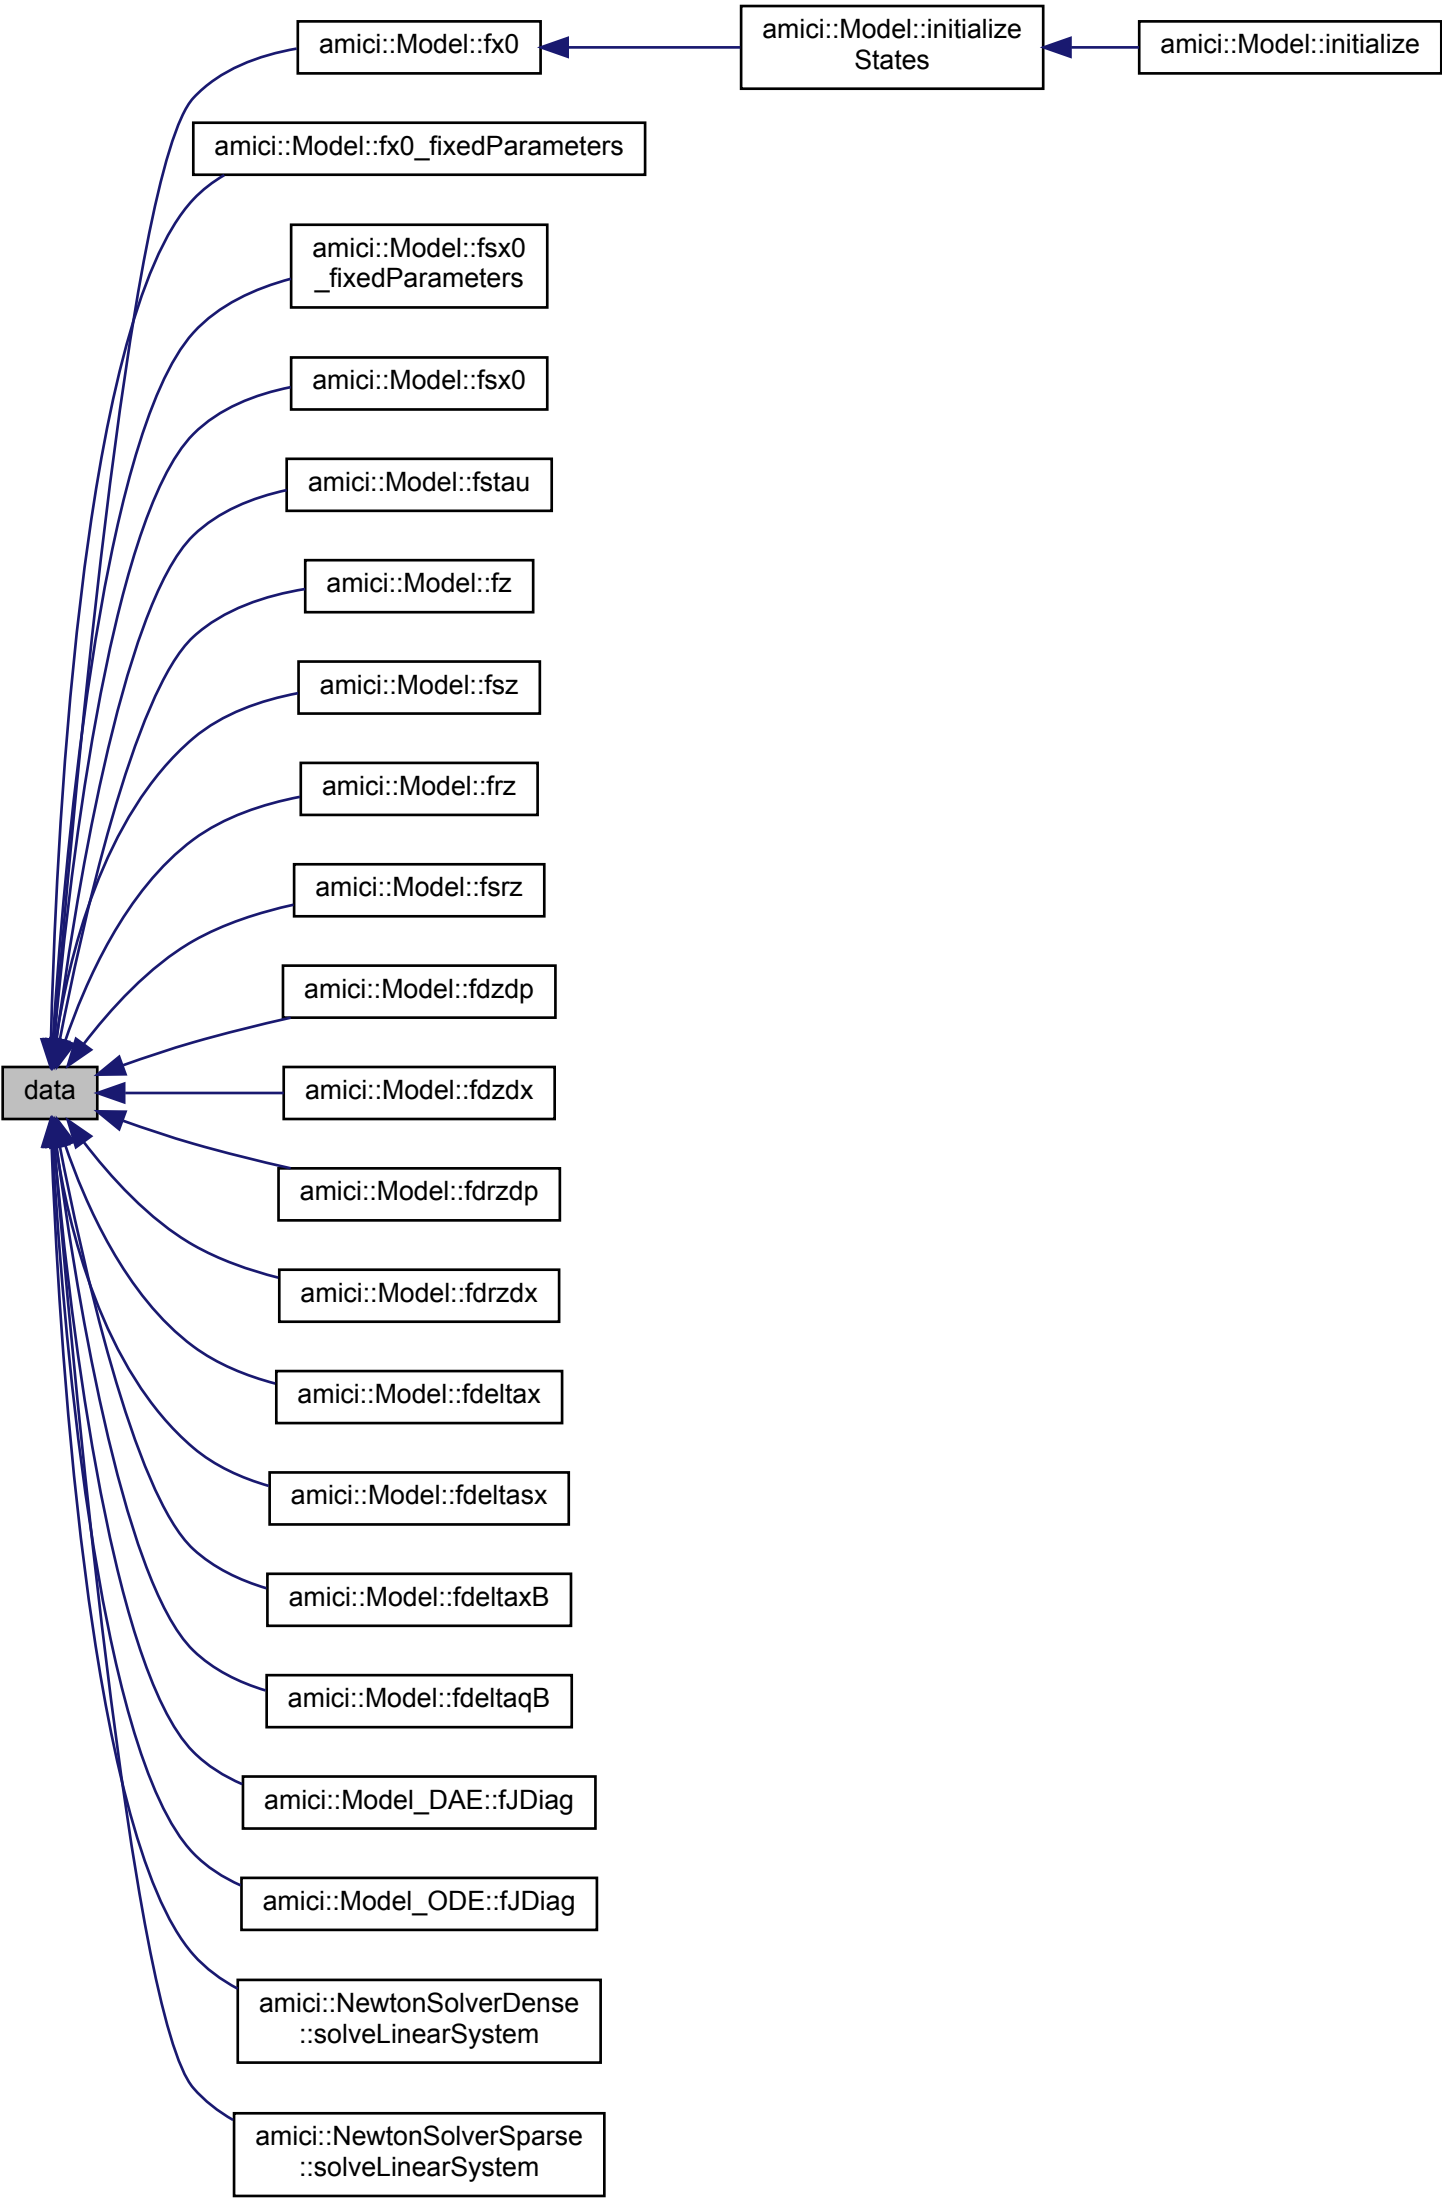 amici::Model::fx0
amici::Model::initialize
States
amici::Model::initialize
amici::Model::fx0_fixedParameters
amici::Model::fsx0
_fixedParameters
amici::Model::fsx0
amici::Model::fstau
amici::Model::fz
amici::Model::fsz
amici::Model::frz
amici::Model::fsrz
amici::Model::fdzdp
data
amici::Model::fdzdx
amici::Model::fdrzdp
amici::Model::fdrzdx
amici::Model::fdeltax
amici::Model::fdeltasx
amici::Model::fdeltaxB
amici::Model::fdeltaqB
amici::Model_DAE::fJDiag
amici::Model_ODE::fJDiag
amici::NewtonSolverDense
::solveLinearSystem
amici::NewtonSolverSparse
::solveLinearSystem